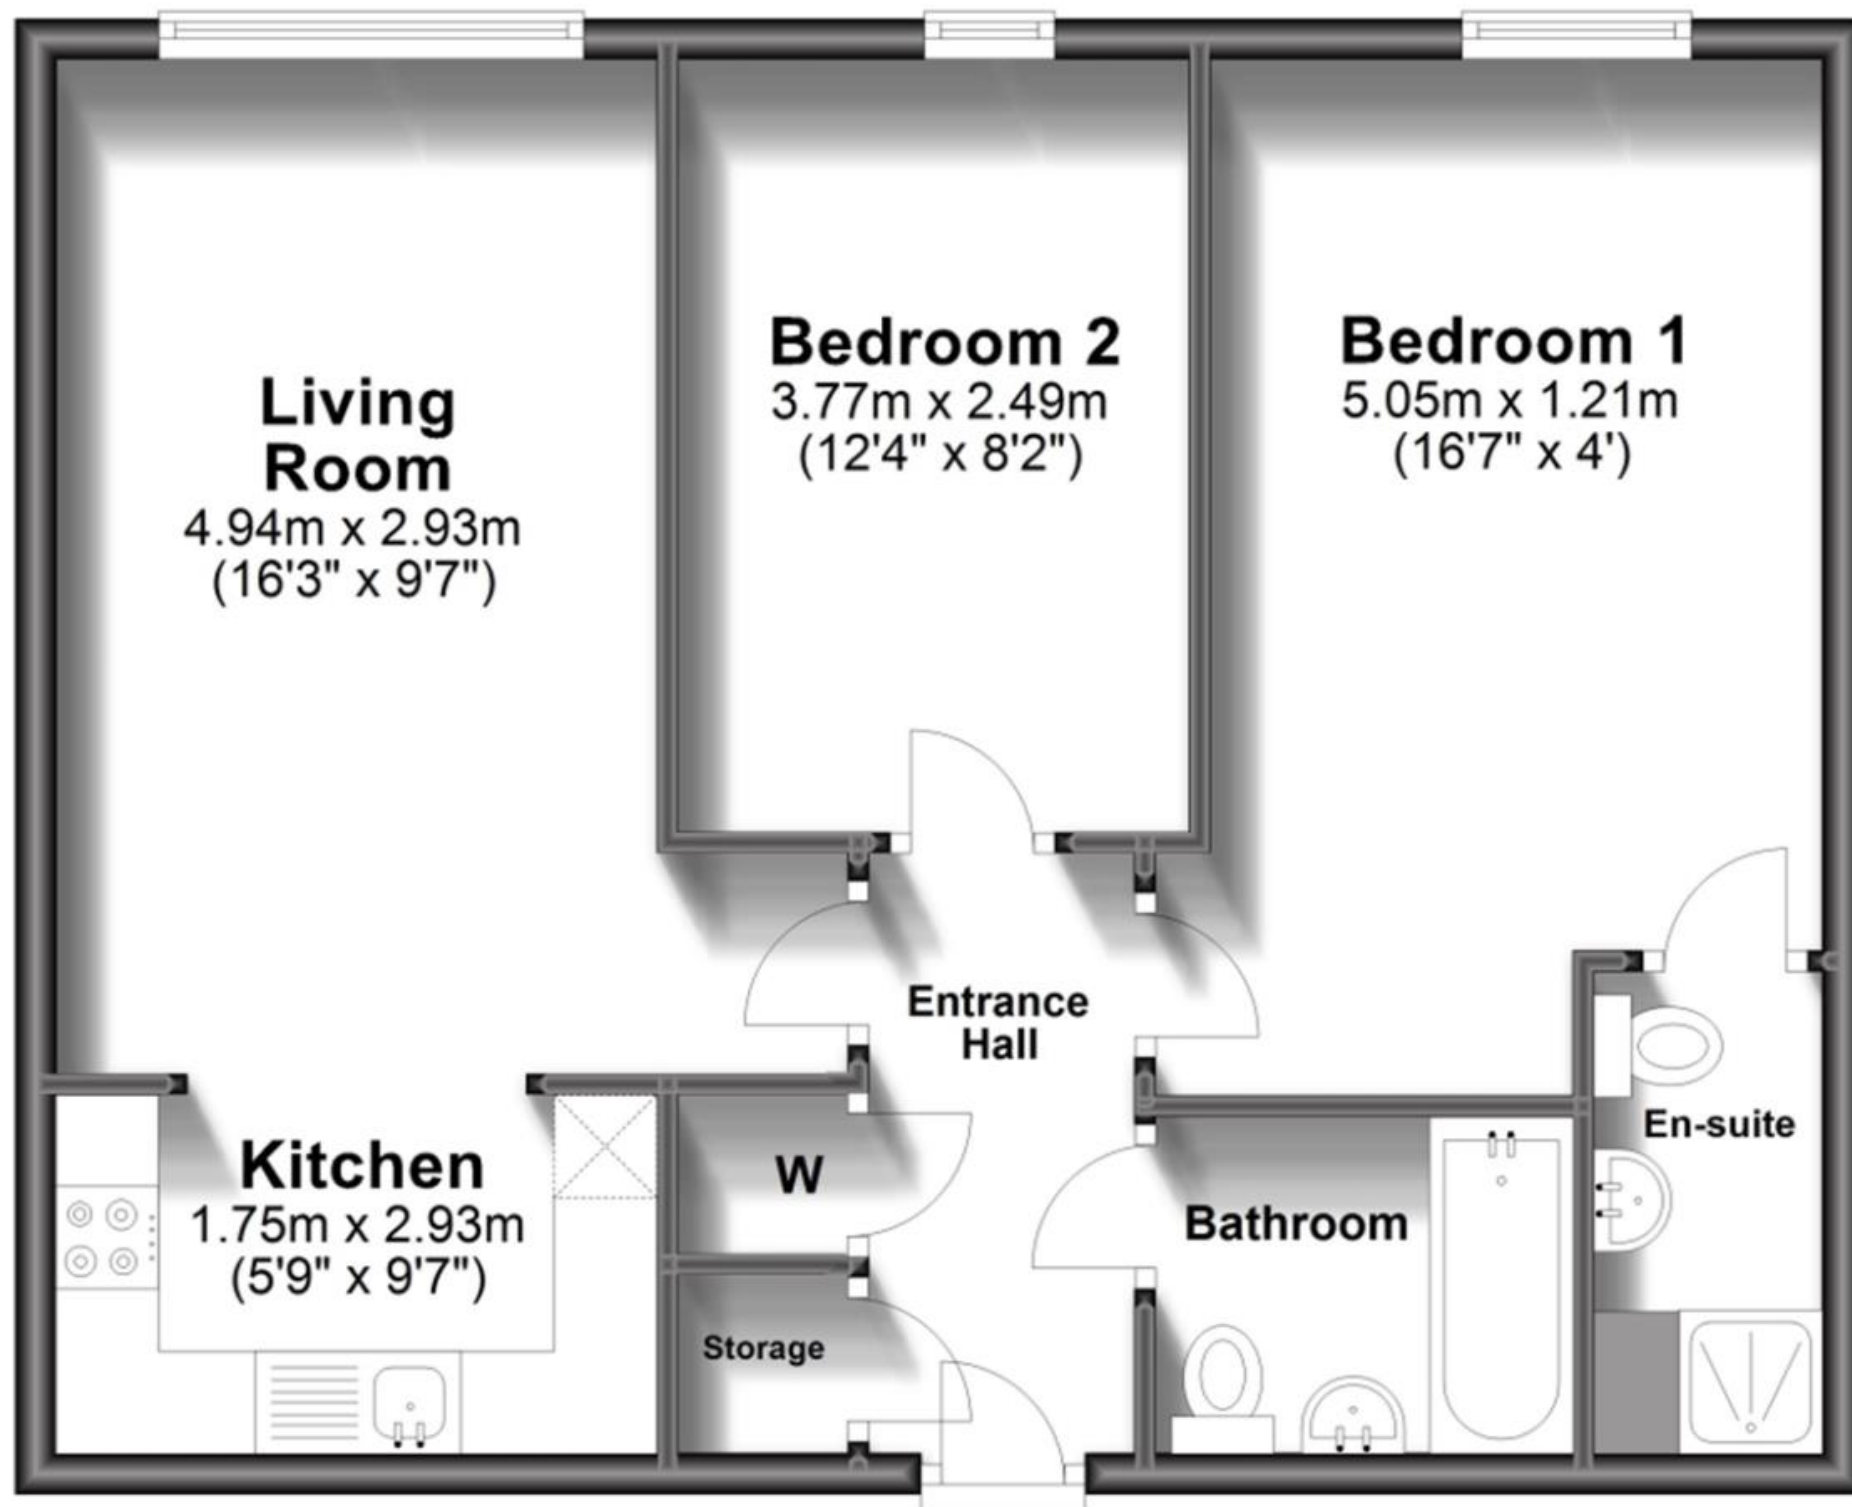 Living
Room
4.94m x 2.93m
(16'3" x 9'7")
Bedroom 2
3.77m x 2.49m
(12'4" x 8'2")
Bedroom 1
5.05m x 1.21m
(16'7" x 4')
Entrance
Hall
Kitchen
1.75m x 2.93m
(5'9" x 9'7")
W
Storage
Bathroom
En-suite